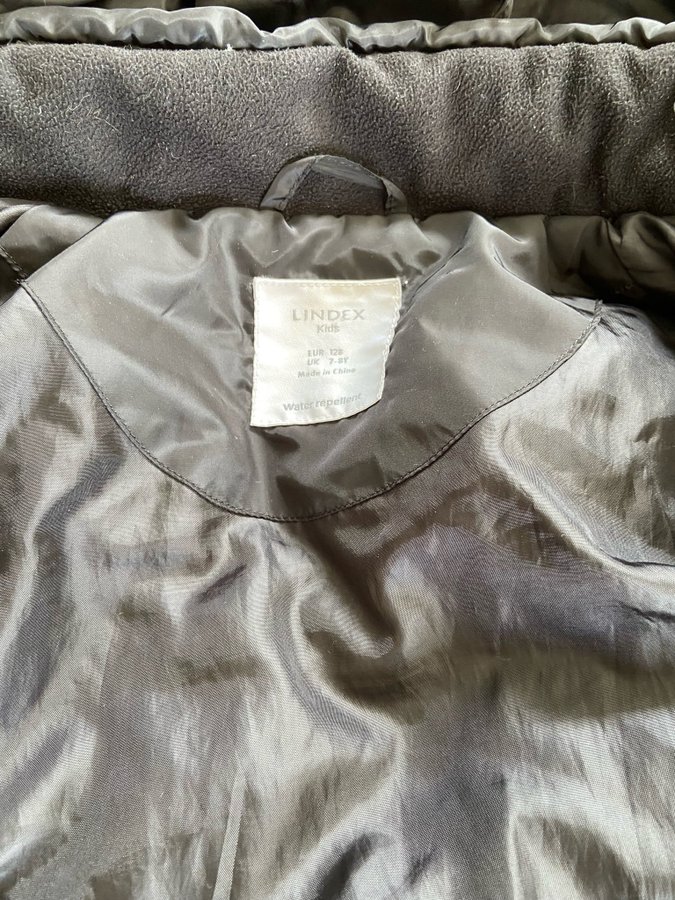 LINDEX
Kids
EUR 128
UK 7-8Y
Made in China
Water repellent